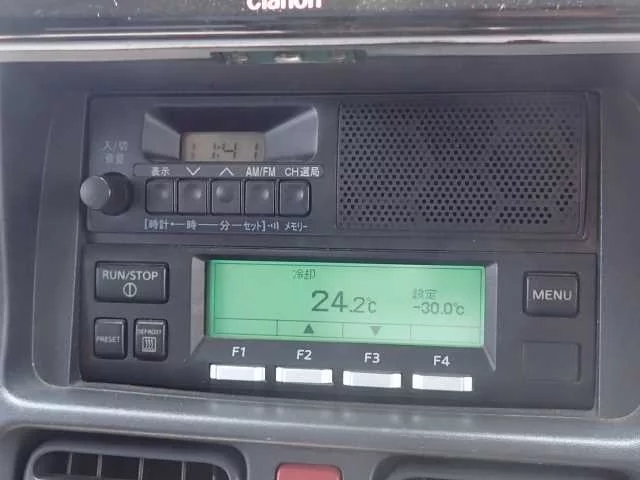 Clarion
入/切
音量
11:41
表示 AM/FM CH選局
[時計 時 分 セット] メモリー
RUN/STOP
PRESET
DEFROST
冷却
24.2℃
設定
-30.0℃
▲ ▼
MENU
F1 F2 F3 F4